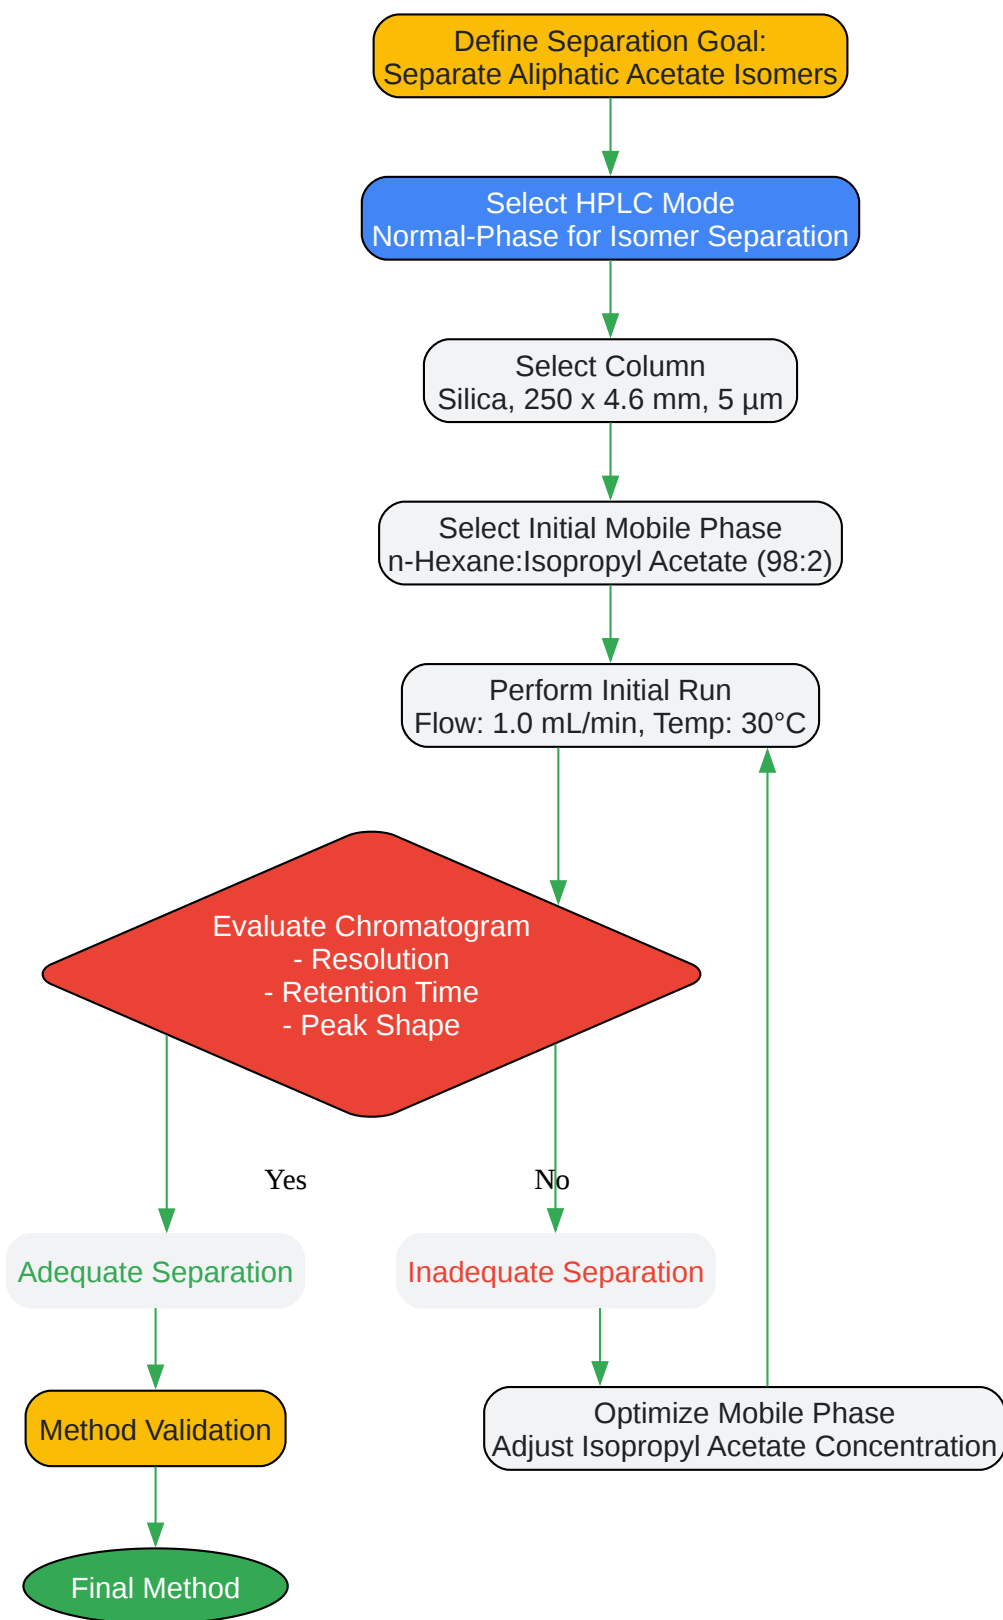 Define Separation Goal:
Separate Aliphatic Acetate Isomers
Select HPLC Mode
Normal-Phase for Isomer Separation
Select Column
Silica, 250 x 4.6 mm, 5 µm
Select Initial Mobile Phase
n-Hexane:Isopropyl Acetate (98:2)
Perform Initial Run
Flow: 1.0 mL/min, Temp: 30°C
Evaluate Chromatogram
- Resolution
- Retention Time
- Peak Shape
Yes
No
Adequate Separation
Inadequate Separation
Method Validation
Optimize Mobile Phase
Adjust Isopropyl Acetate Concentration
Final Method